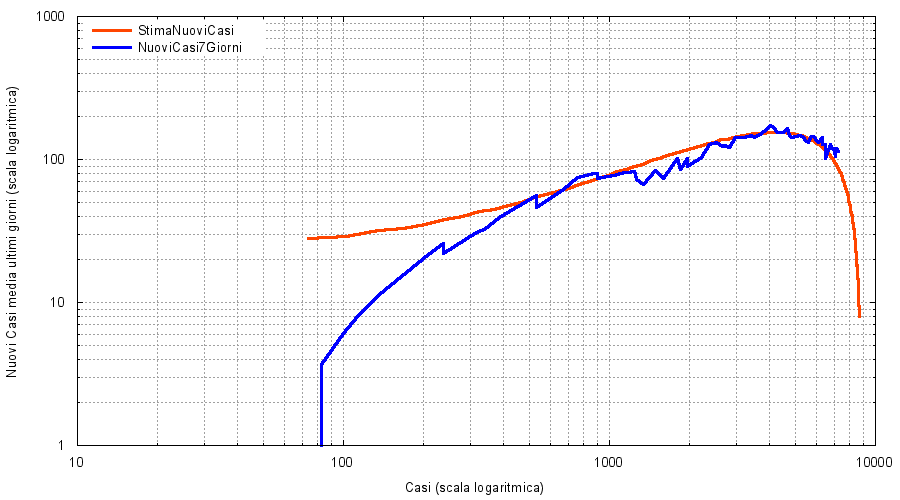 1000
StimaNuoviCasi
NuoviCasi7Giorni
100
10
1
10
100
1000
10000
Nuovi Casi media ultimi giorni (scala logaritmica)
Casi (scala logaritmica)